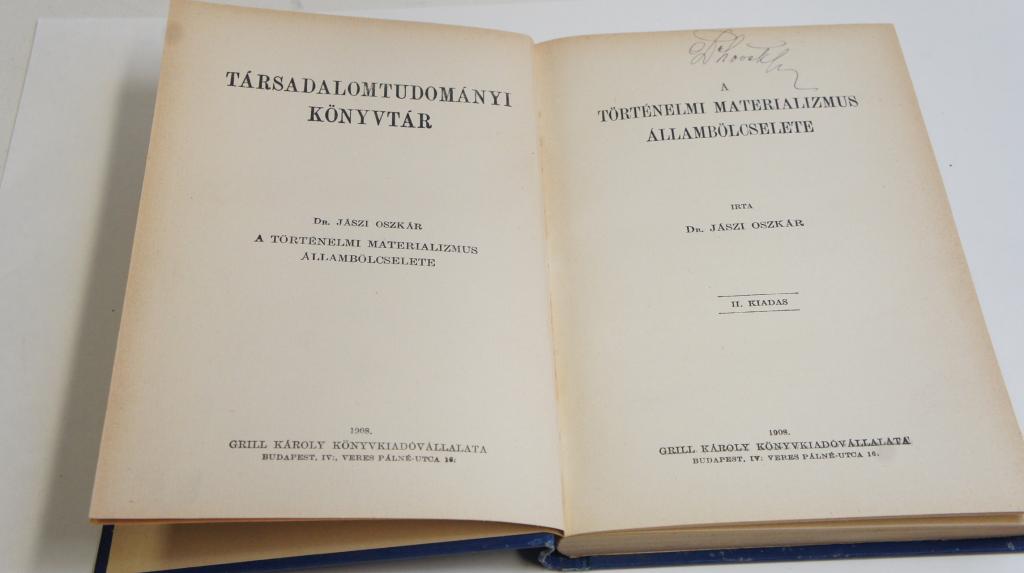 TÁRSADALOMTUDOMÁNYI
KÖNYVTÁR
DR. JÁSZI OSZKÁR
A TÖRTÉNELMI MATERIALIZMUS
ÁLLAMBÖLCSELETE
1908.
GRILL KÁROLY KÖNYVKIADÓVÁLLALATA
BUDAPEST, IV., VERES PÁLNÉ-UTCA 16.
A
TÖRTÉNELMI MATERIALIZMUS
ÁLLAMBÖLCSELETE
IRTA
DR. JÁSZI OSZKÁR
II. KIADAS
1908.
GRILL KÁROLY KÖNYVKIADÓVÁLLALATA
BUDAPEST, IV. VERES PÁLNÉ-UTCA 16.